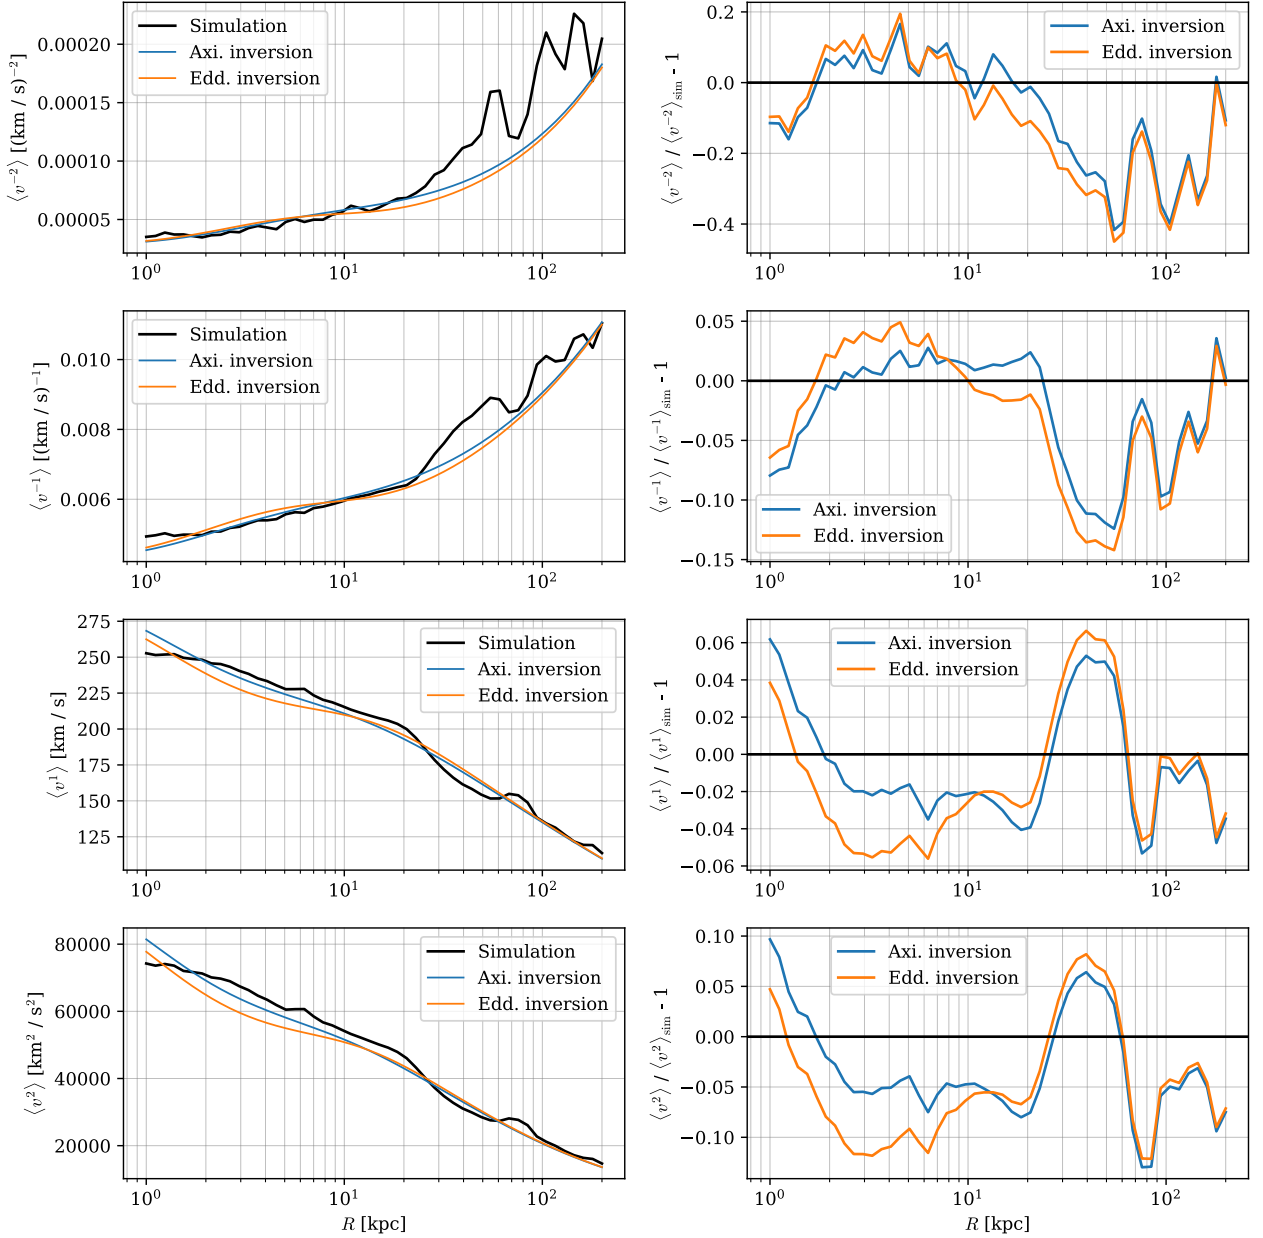 ⟨v⁻²⟩ [(km / s)⁻²]
0.00020
0.00015
0.00010
0.00005
Simulation
Axi. inversion
Edd. inversion
10⁰ 10¹ 10²
⟨v⁻²⟩ / ⟨v⁻²⟩sim - 1
0.2
0.0
−0.2
−0.4
Axi. inversion
Edd. inversion
10⁰ 10¹ 10²
⟨v⁻¹⟩ [(km / s)⁻¹]
0.010
0.008
0.006
Simulation
Axi. inversion
Edd. inversion
10⁰ 10¹ 10²
⟨v⁻¹⟩ / ⟨v⁻¹⟩sim - 1
0.05
0.00
−0.05
−0.10
−0.15
Axi. inversion
Edd. inversion
10⁰ 10¹ 10²
⟨v¹⟩ [km / s]
275
250
225
200
175
150
125
Simulation
Axi. inversion
Edd. inversion
10⁰ 10¹ 10²
⟨v¹⟩ / ⟨v¹⟩sim - 1
0.06
0.04
0.02
0.00
−0.02
−0.04
−0.06
Axi. inversion
Edd. inversion
10⁰ 10¹ 10²
⟨v²⟩ [km² / s²]
80000
60000
40000
20000
Simulation
Axi. inversion
Edd. inversion
10⁰ 10¹ 10²
R [kpc]
⟨v²⟩ / ⟨v²⟩sim - 1
0.10
0.05
0.00
−0.05
−0.10
Axi. inversion
Edd. inversion
10⁰ 10¹ 10²
R [kpc]